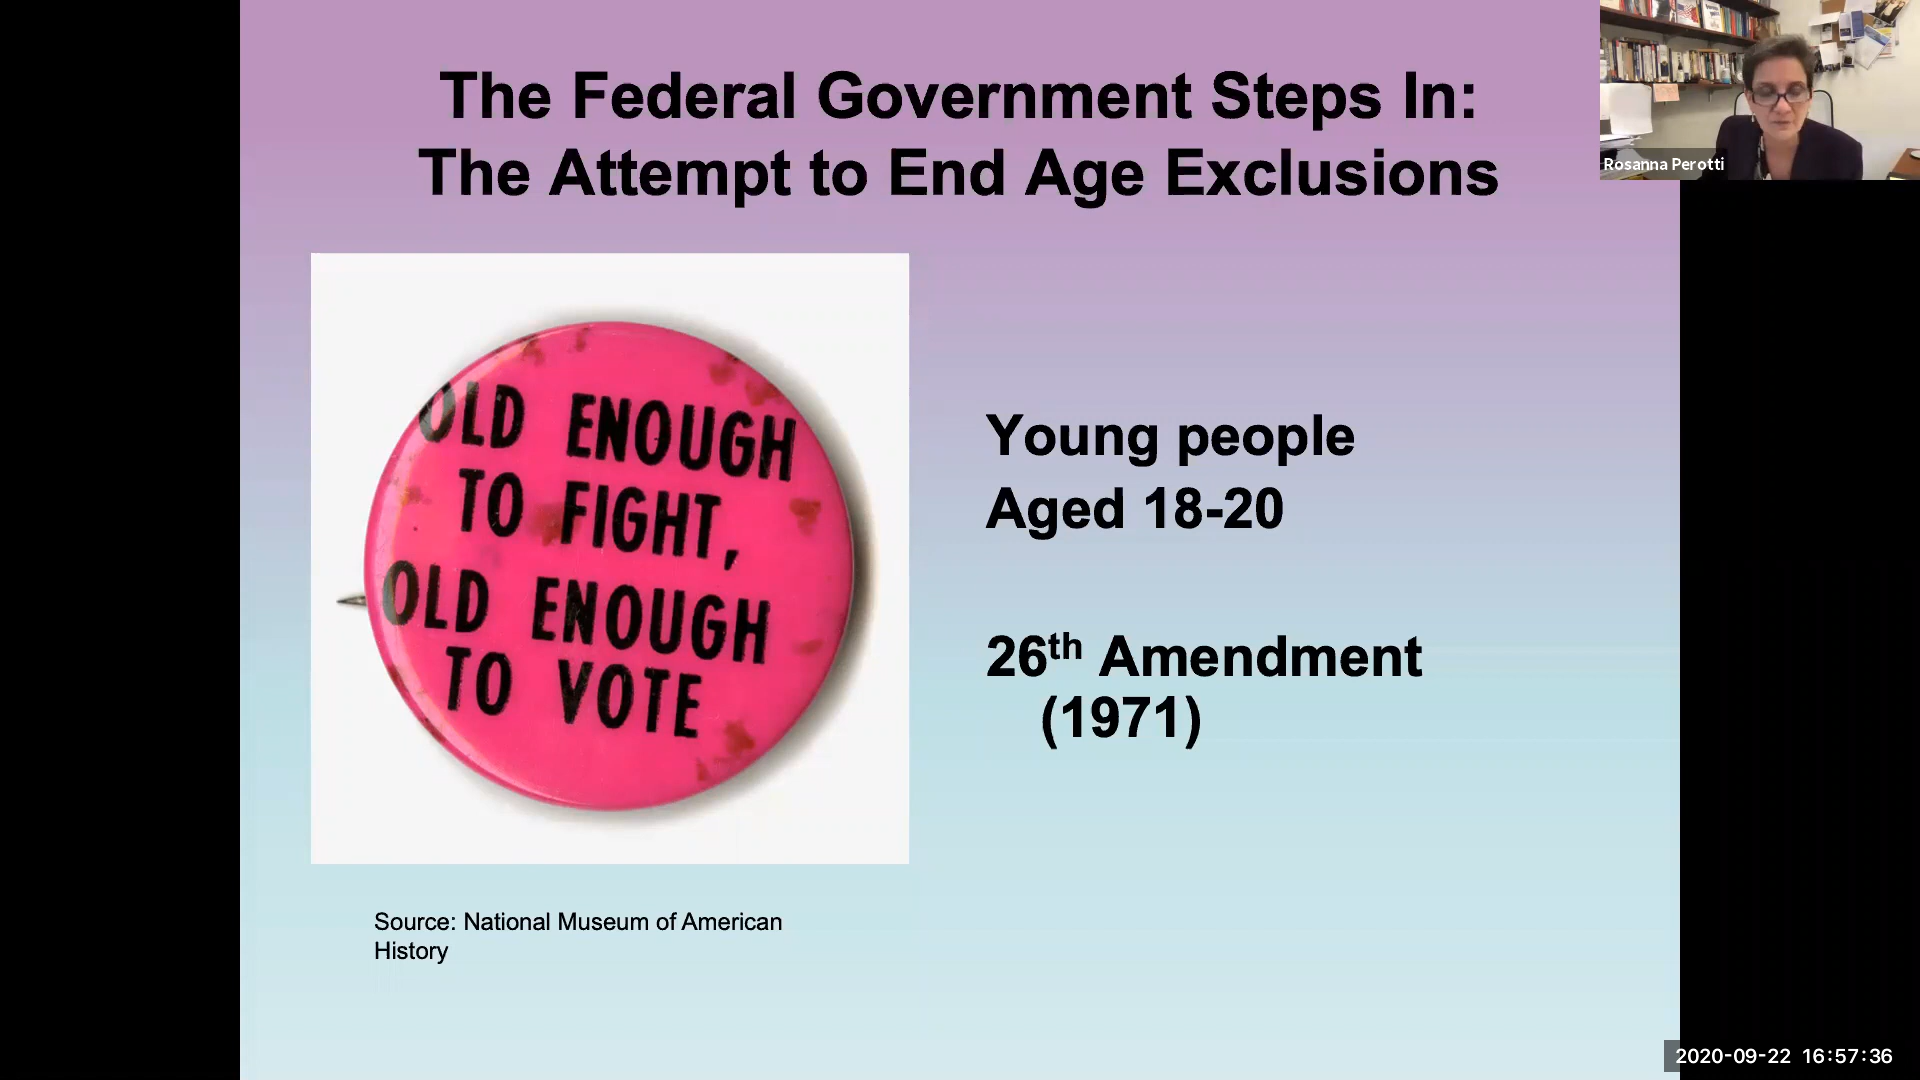 The Federal Government Steps In:
The Attempt to End Age Exclusions
OLD ENOUGH
TO FIGHT,
OLD ENOUGH
TO VOTE
Young people
Aged 18-20
26th Amendment
(1971)
Source: National Museum of American
History
Rosanna Perotti
2020-09-22 16:57:36